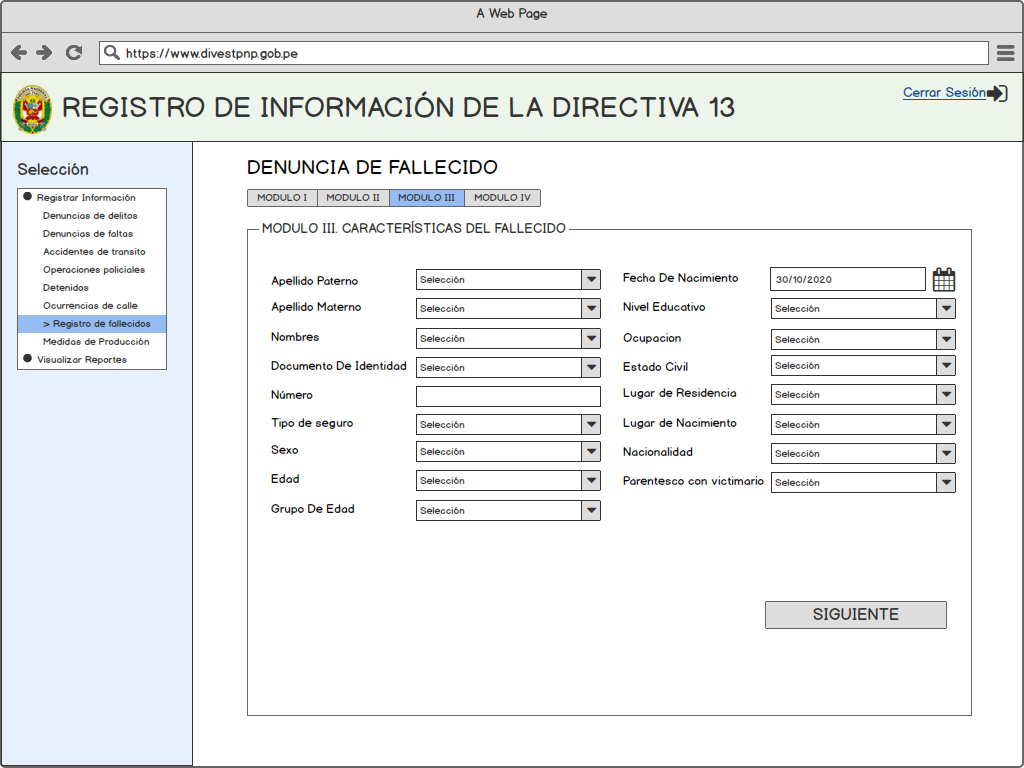 A Web Page
https://www.divestpnp.gob.pe
REGISTRO DE INFORMACIÓN DE LA DIRECTIVA 13
Cerrar Sesión
Selección
Registrar Información
Denuncias de delitos
Denuncias de faltas
Accidentes de transito
Operaciones policiales
Detenidos
Ocurrencias de calle
> Registro de fallecidos
Medidas de Producción
Visualizar Reportes
DENUNCIA DE FALLECIDO
MODULO I MODULO II MODULO III MODULO IV
MODULO III. CARACTERÍSTICAS DEL FALLECIDO
Apellido Paterno Selección
Apellido Materno Selección
Nombres Selección
Documento De Identidad Selección
Número
Tipo de seguro Selección
Sexo Selección
Edad Selección
Grupo De Edad Selección
Fecha De Nacimiento 30/10/2020
Nivel Educativo Selección
Ocupacion Selección
Estado Civil Selección
Lugar de Residencia Selección
Lugar de Nacimiento Selección
Nacionalidad Selección
Parentesco con victimario Selección
SIGUIENTE